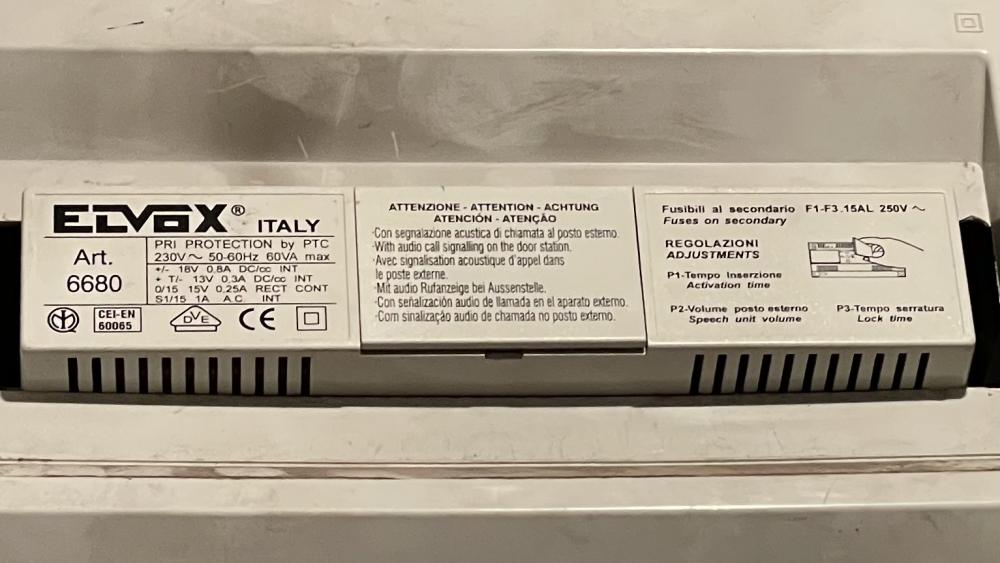 ELVOX® ITALY
Art.
6680
PRI PROTECTION by PTC
230V~ 50-60Hz 60VA max
+/- 18V 0,8A DC/cc INT
+ T/- 13V 0,3A DC/cc INT
0/15 15V 0,25A RECT CONT
S1/15 1A A.C. INT
CEI-EN
60065
DVE
CE
ATTENZIONE - ATTENTION - ACHTUNG
ATENCIÓN - ATENÇÃO
·Con segnalazione acustica di chiamata al posto esterno.
·With audio call signalling on the door station.
·Avec signalisation acoustique d'appel dans
le poste externe.
·Mit audio Rufanzeige bei Aussenstelle.
·Con señalización audio de llamada en el aparato externo.
·Com sinalização audio de chamada no posto externo.
Fusibili al secondario F1-F3.15AL 250V ~
Fuses on secondary
REGOLAZIONI
ADJUSTMENTS
P1-Tempo Inserzione
Activation time
P2-Volume posto esterno
Speech unit volume
P3-Tempo serratura
Lock time